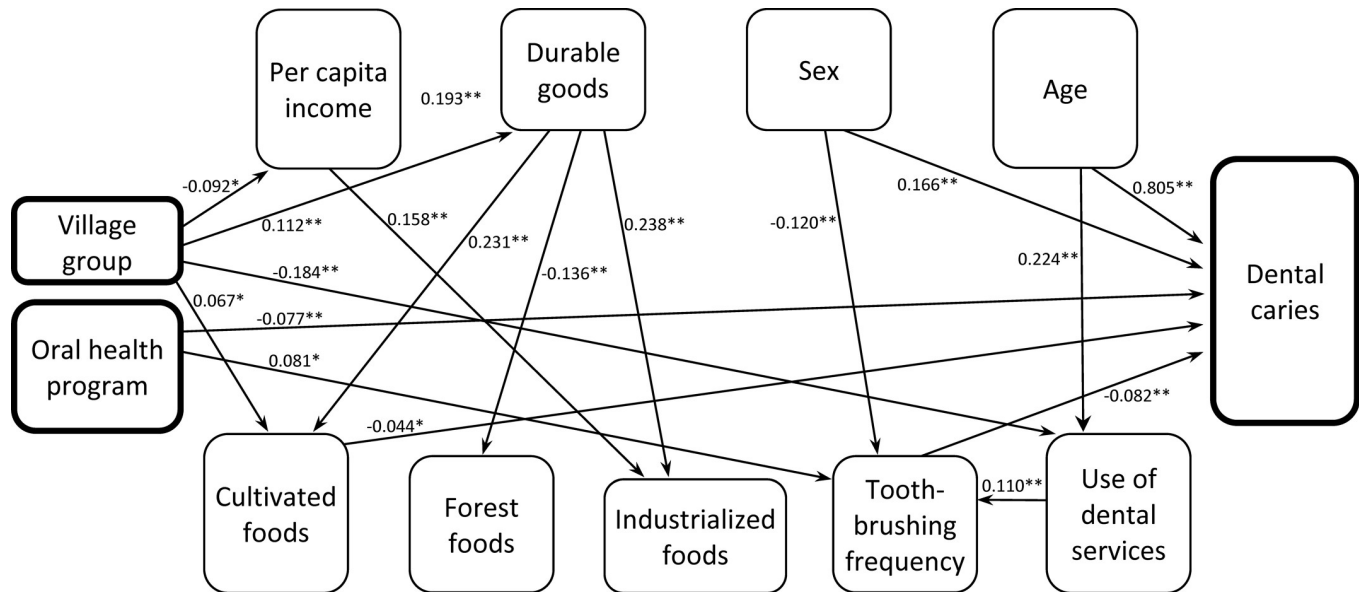 Per capita
income
Durable
goods
Sex
Age
0.193**
-0.092*
0.112**
0.158**
0.231**
0.238**
-0.136**
-0.120**
0.166**
0.805**
0.224**
Village
group
-0.184**
0.067*
-0.077**
Oral health
program
0.081*
Dental
caries
-0.044*
-0.082**
0.110**
Cultivated
foods
Forest
foods
Industrialized
foods
Tooth-
brushing
frequency
Use of
dental
services